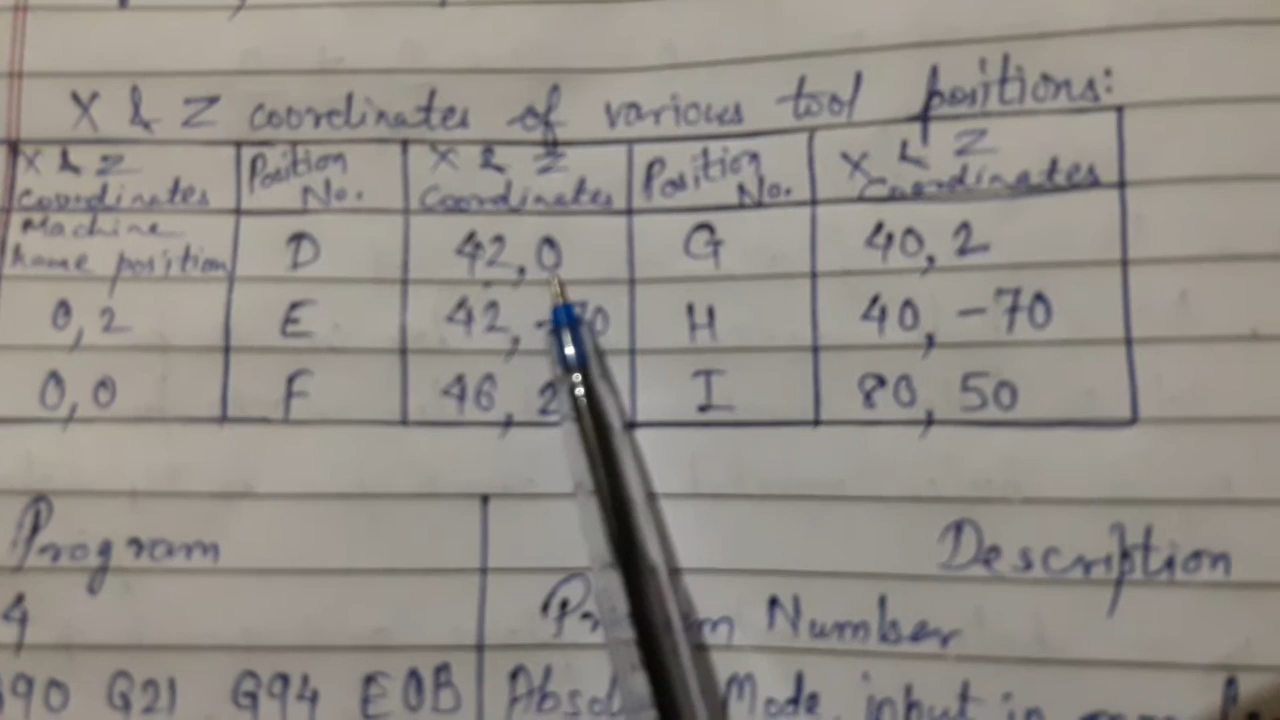 X & Z coordinates of various tool positions:
X & Z coordinates Position No. X & Z Coordinates Position No. X & Z Coordinates
Machine home position D 42,0 G 40,2
0,2 E 42,-70 H 40,-70
0,0 F 46,2 I 80,50
Program Description
4 Number
G90 G21 G94 EOB Mode, input in